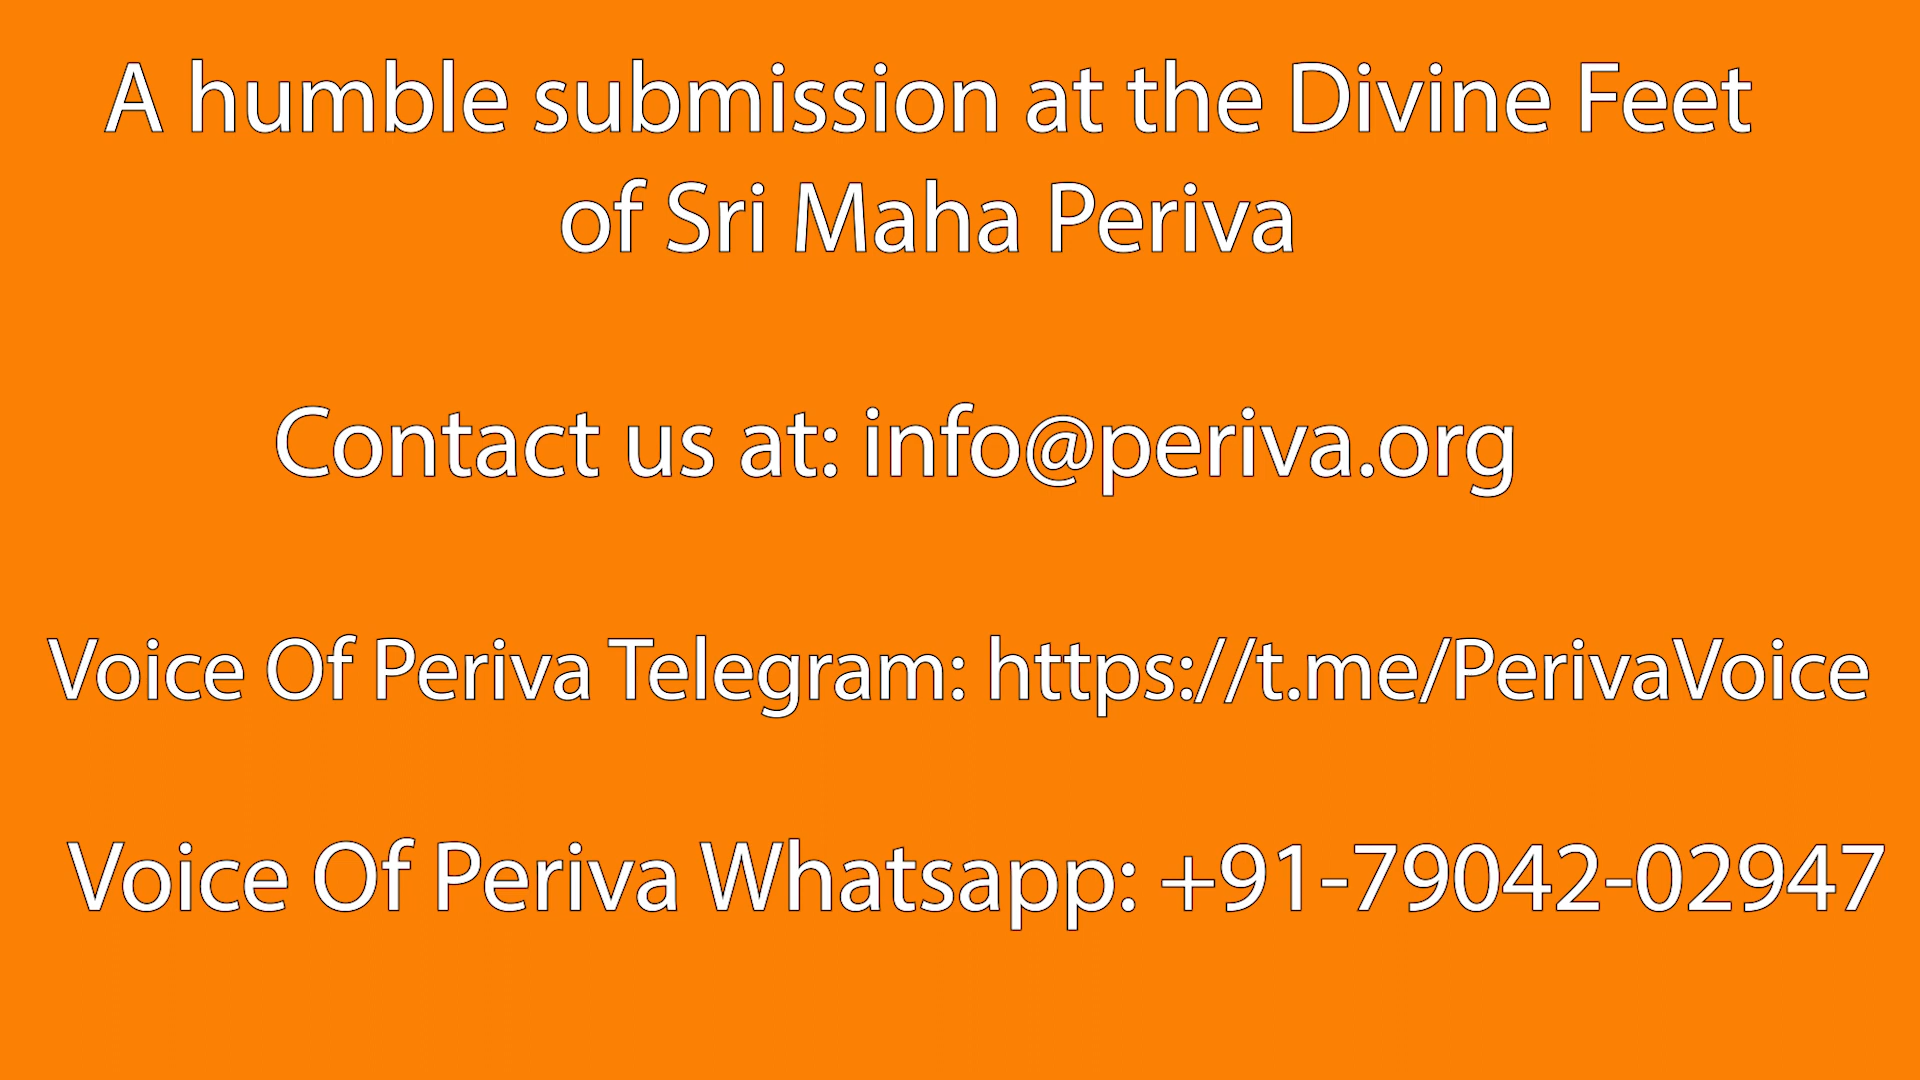 A humble submission at the Divine Feet
of Sri Maha Periva
Contact us at: info@periva.org
Voice Of Periva Telegram: https://t.me/PerivaVoice
Voice Of Periva Whatsapp: +91-79042-02947